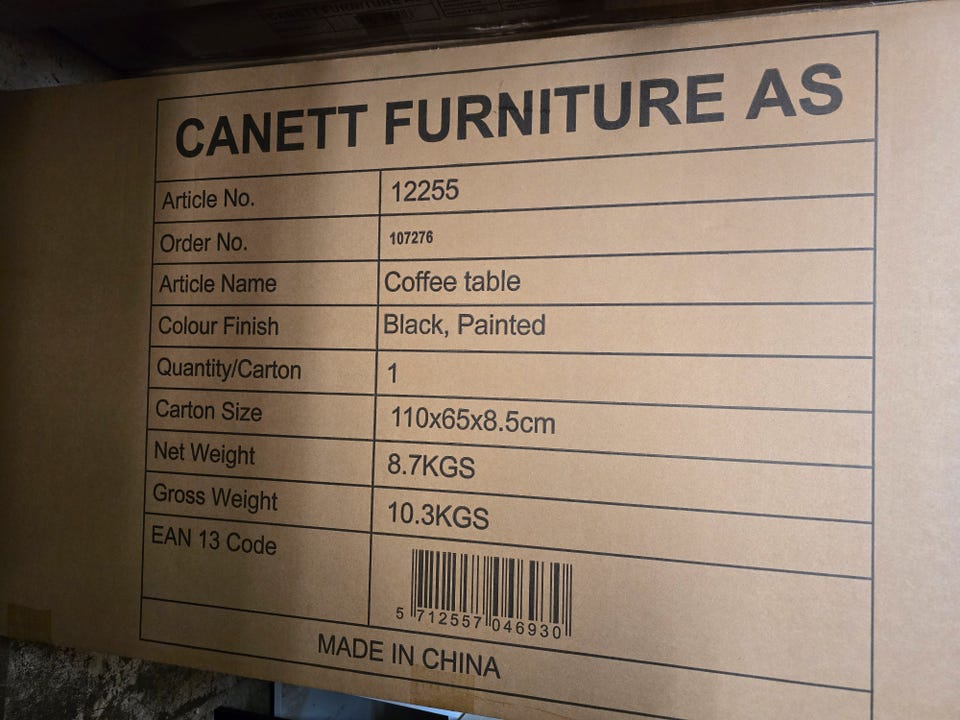 CANETT FURNITURE AS
Article No. 12255
Order No. 107276
Article Name Coffee table
Colour Finish Black, Painted
Quantity/Carton 1
Carton Size 110x65x8.5cm
Net Weight 8.7KGS
Gross Weight 10.3KGS
EAN 13 Code
5 712557 046930
MADE IN CHINA